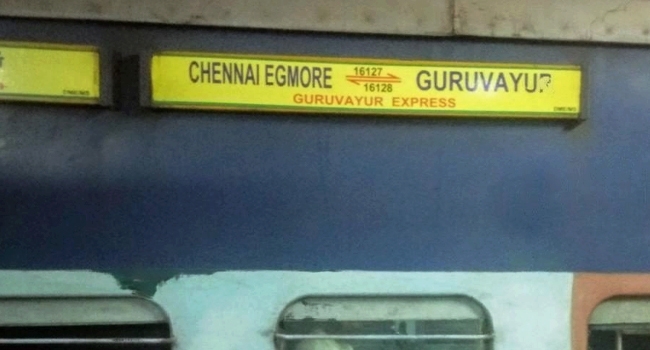 CHENNAI EGMORE 16127 GURUVAYUR
16128
GURUVAYUR EXPRESS